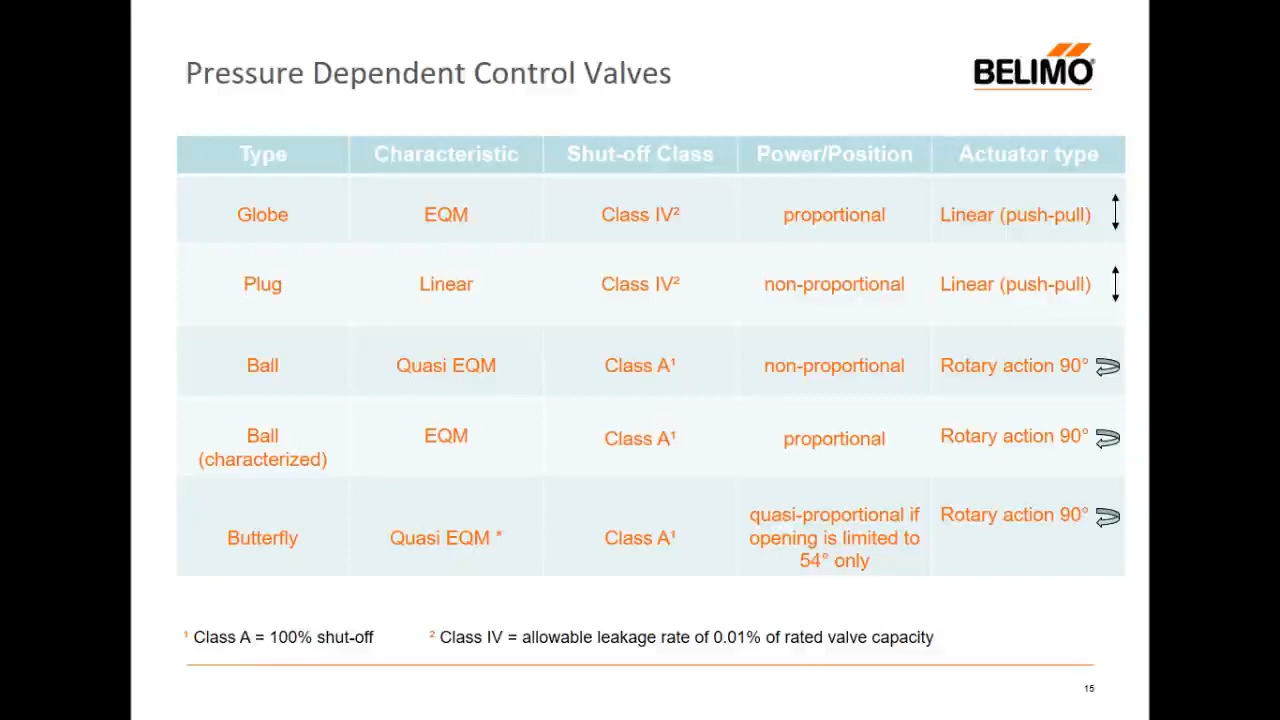 Pressure Dependent Control Valves
BELIMO®
Type Characteristic Shut-off Class Power/Position Actuator type
Globe EQM Class IV² proportional Linear (push-pull)
Plug Linear Class IV² non-proportional Linear (push-pull)
Ball Quasi EQM Class A¹ non-proportional Rotary action 90°
Ball (characterized) EQM Class A¹ proportional Rotary action 90°
Butterfly Quasi EQM * Class A¹ quasi-proportional if opening is limited to 54° only Rotary action 90°
¹ Class A = 100% shut-off ² Class IV = allowable leakage rate of 0.01% of rated valve capacity
15